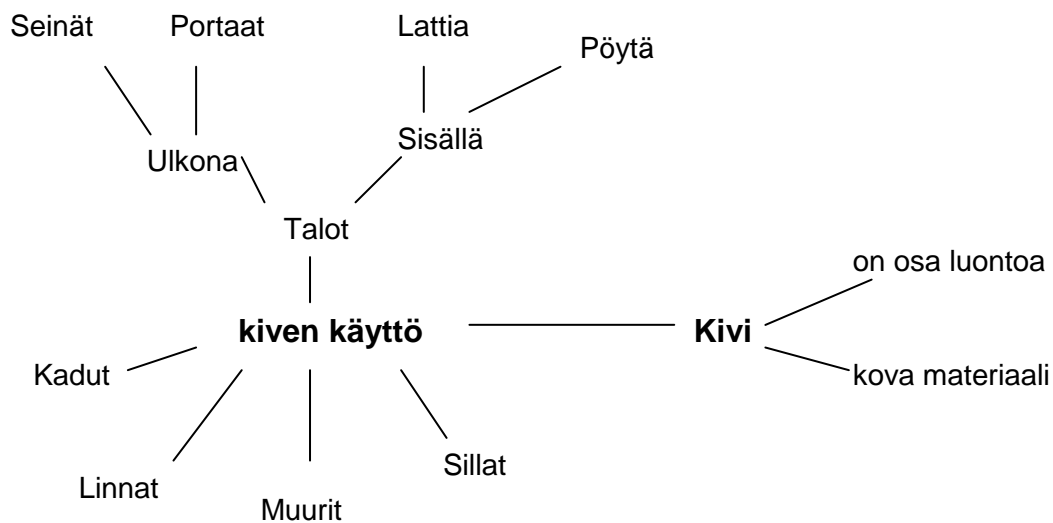 Seinät
Portaat
Lattia
Pöytä
Ulkona
Sisällä
Talot
on osa luontoa
kiven käyttö
Kivi
Kadut
kova materiaali
Linnat
Muurit
Sillat